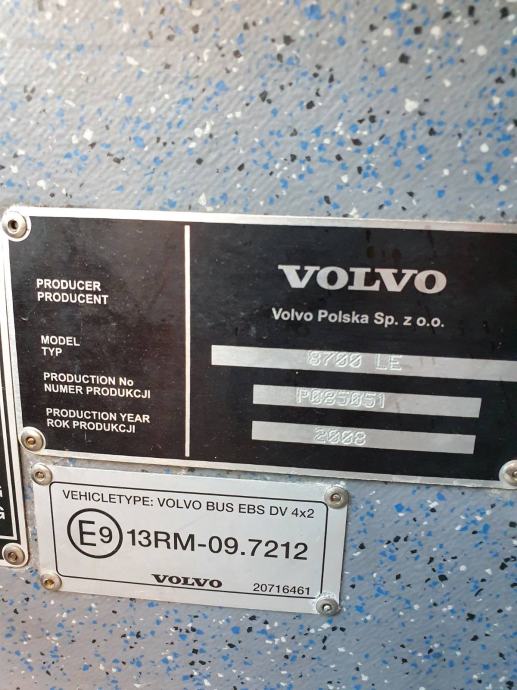 VOLVO
Volvo Polska Sp. z o.o.
PRODUCER
PRODUCENT
MODEL
TYP
8700 LE
PRODUCTION No
NUMER PRODUKCJI
P085051
PRODUCTION YEAR
ROK PRODUKCJI
2008
G
G
VEHICLETYPE: VOLVO BUS EBS DV 4x2
E9 13RM-09.7212
VOLVO 20716461